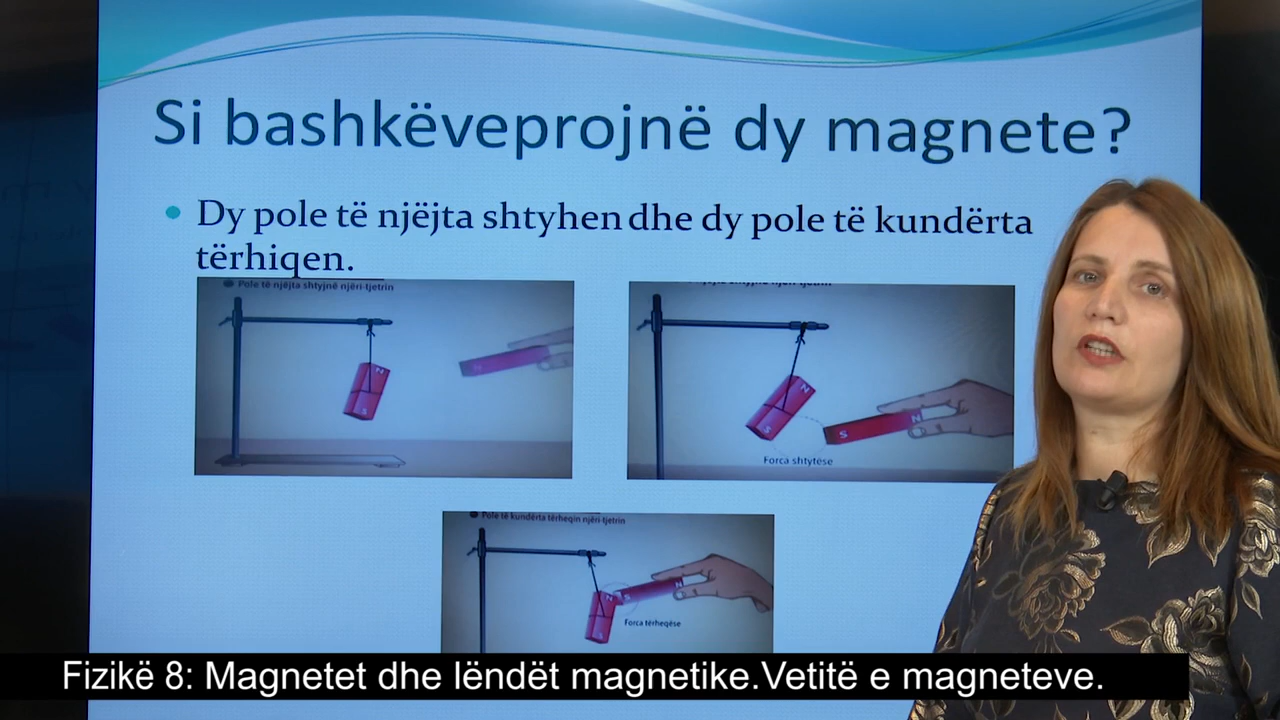 Si bashkëveprojnë dy magnete?
Dy pole të njëjta shtyhen dhe dy pole të kundërta
tërhiqen.
Pole të njëjta shtyjnë njëri-tjetrin
N
S
N
S
S
N
Forca shtytëse
Pole të kundërta tërheqin njëri-tjetrin
N
S
S
N
Forca tërheqëse
Fizikë 8: Magnetet dhe lëndët magnetike.Vetitë e magneteve.